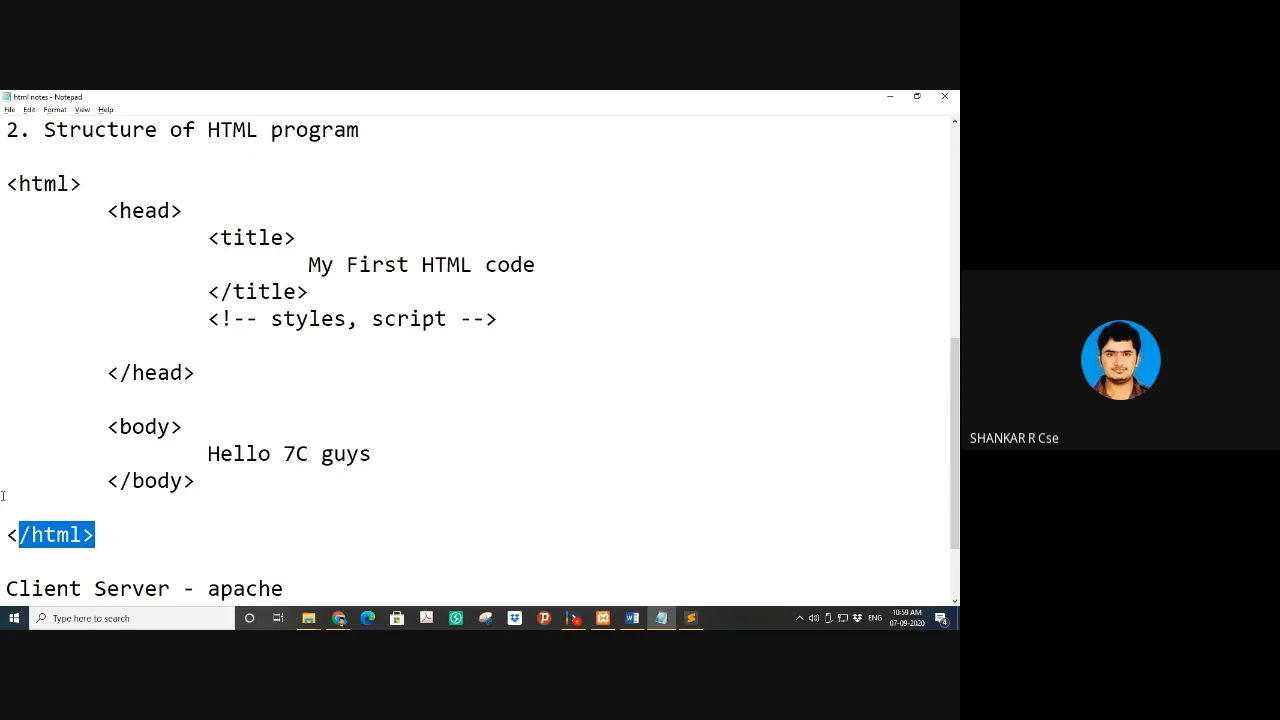 html notes - Notepad
File Edit Format View Help
2. Structure of HTML program
<html>
<head>
<title>
My First HTML code
</title>
<!-- styles, script -->
</head>
<body>
Hello 7C guys
</body>
</html>
Client Server - apache
SHANKAR R Cse
Type here to search
ENG
10:59 AM
07-09-2020
4